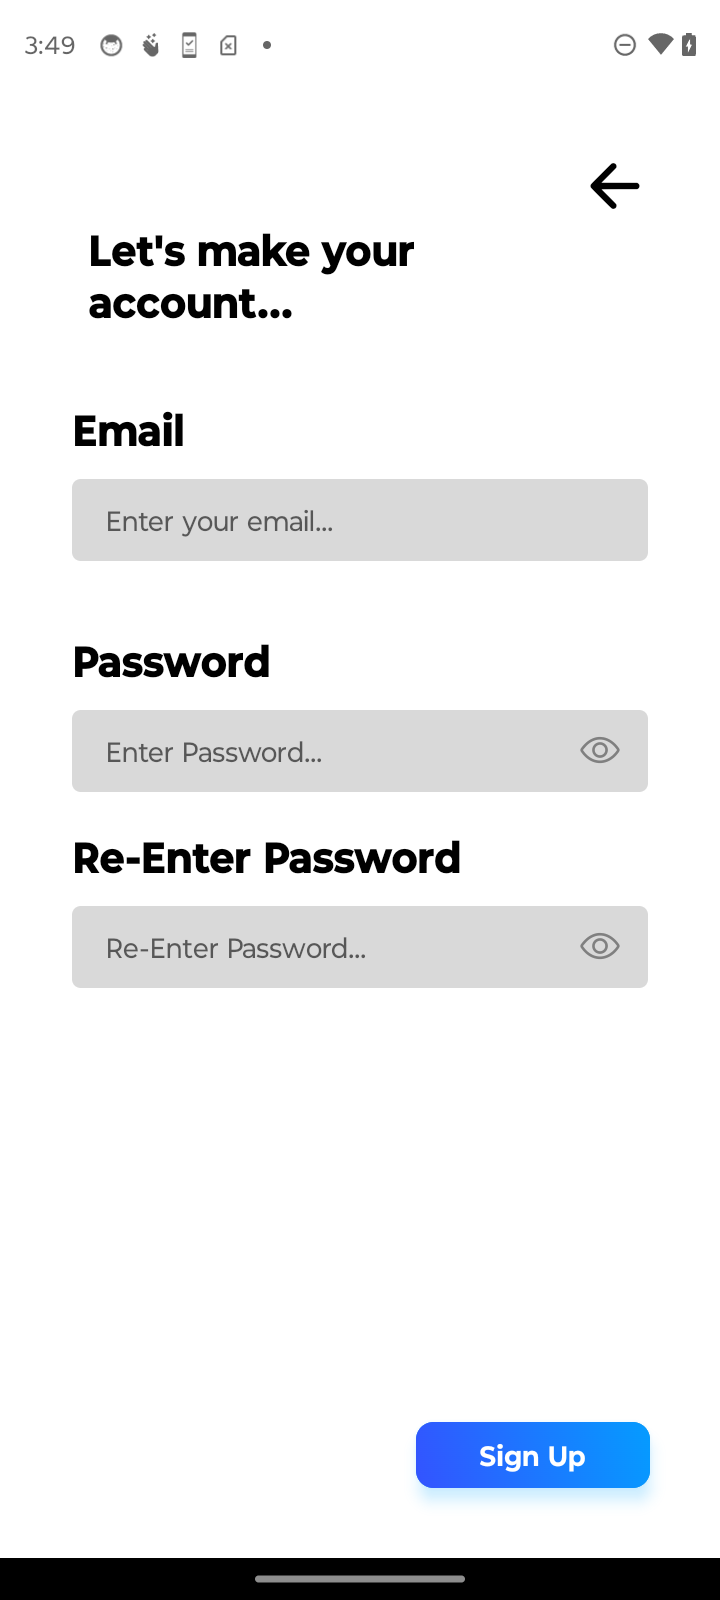 3:49
Let's make your
account...
Email
Enter your email...
Password
Enter Password...
Re-Enter Password
Re-Enter Password...
Sign Up